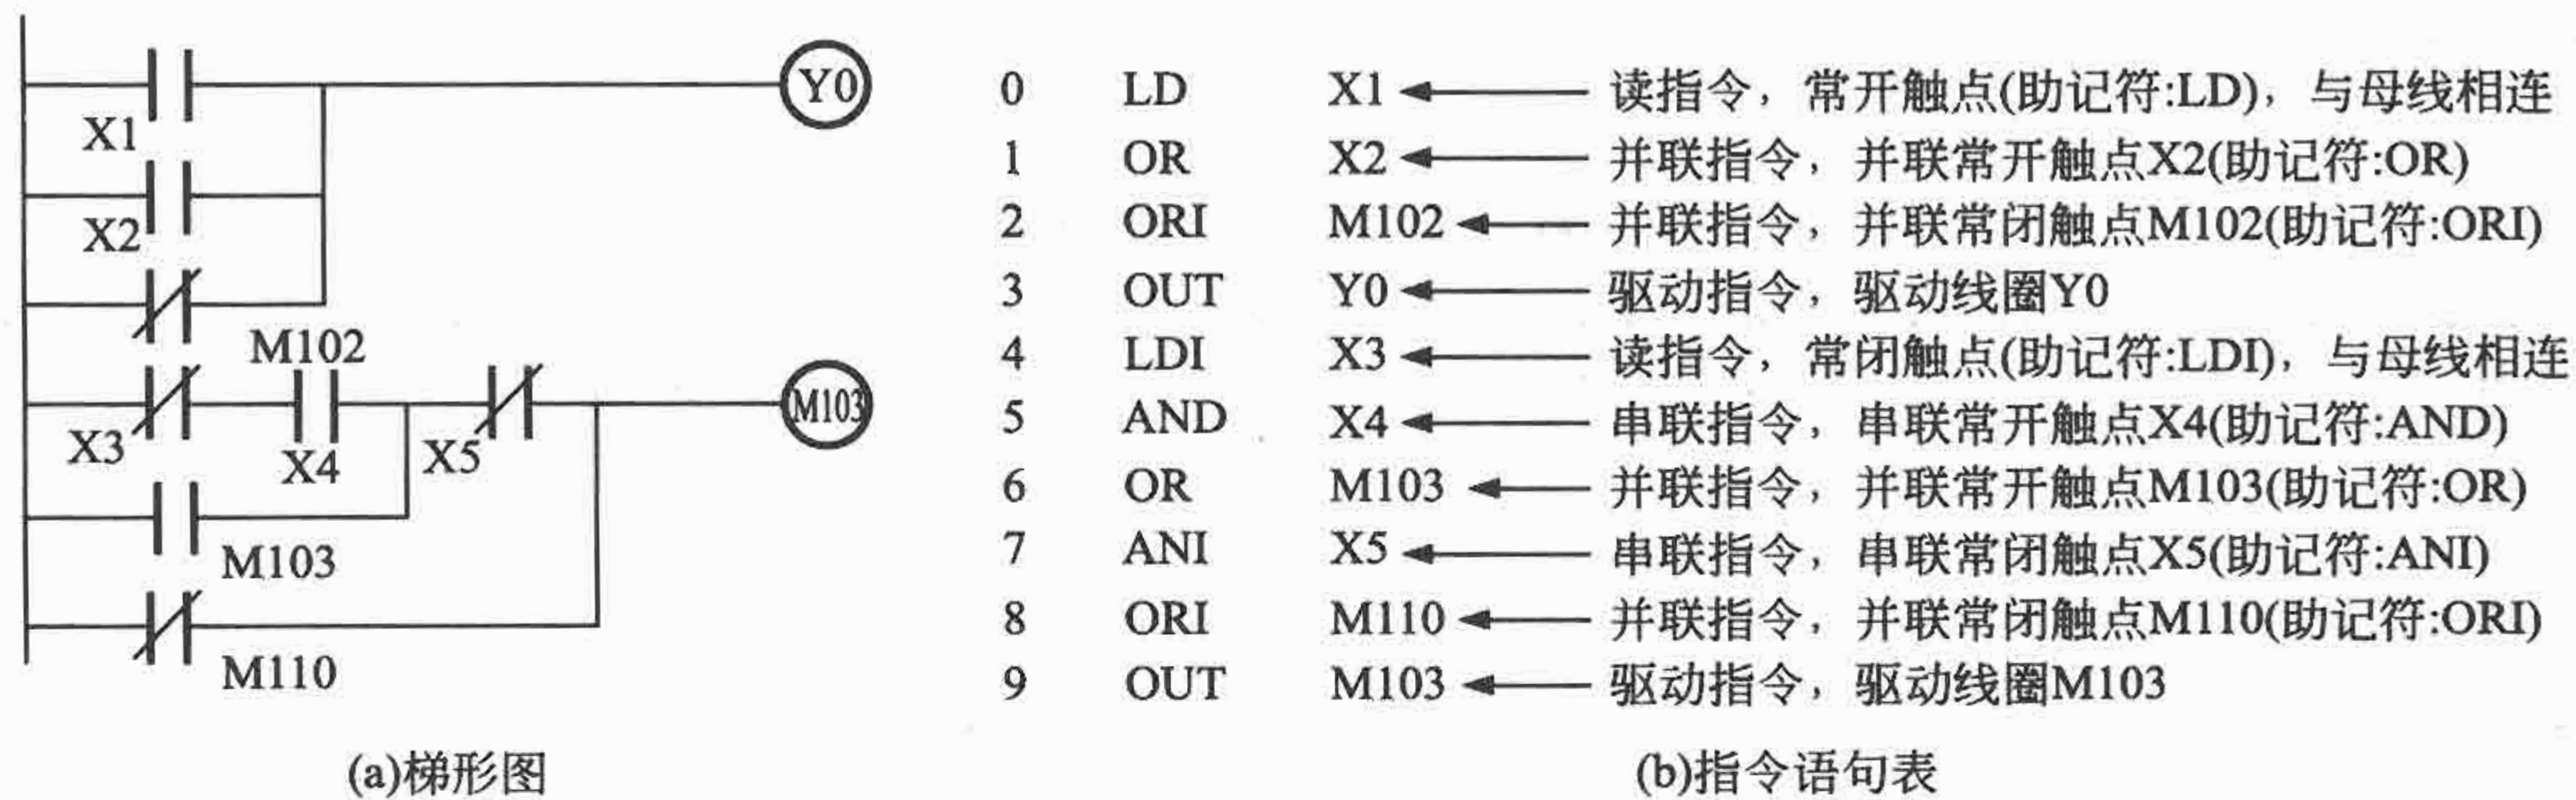 Y0
X1
X2
M102
M103
X3
X4
X5
M103
M110
(a)梯形图
0 LD X1 读指令，常开触点(助记符:LD)，与母线相连
1 OR X2 并联指令，并联常开触点X2(助记符:OR)
2 ORI M102 并联指令，并联常闭触点M102(助记符:ORI)
3 OUT Y0 驱动指令，驱动线圈Y0
4 LDI X3 读指令，常闭触点(助记符:LDI)，与母线相连
5 AND X4 串联指令，串联常开触点X4(助记符:AND)
6 OR M103 并联指令，并联常开触点M103(助记符:OR)
7 ANI X5 串联指令，串联常闭触点X5(助记符:ANI)
8 ORI M110 并联指令，并联常闭触点M110(助记符:ORI)
9 OUT M103 驱动指令，驱动线圈M103
(b)指令语句表